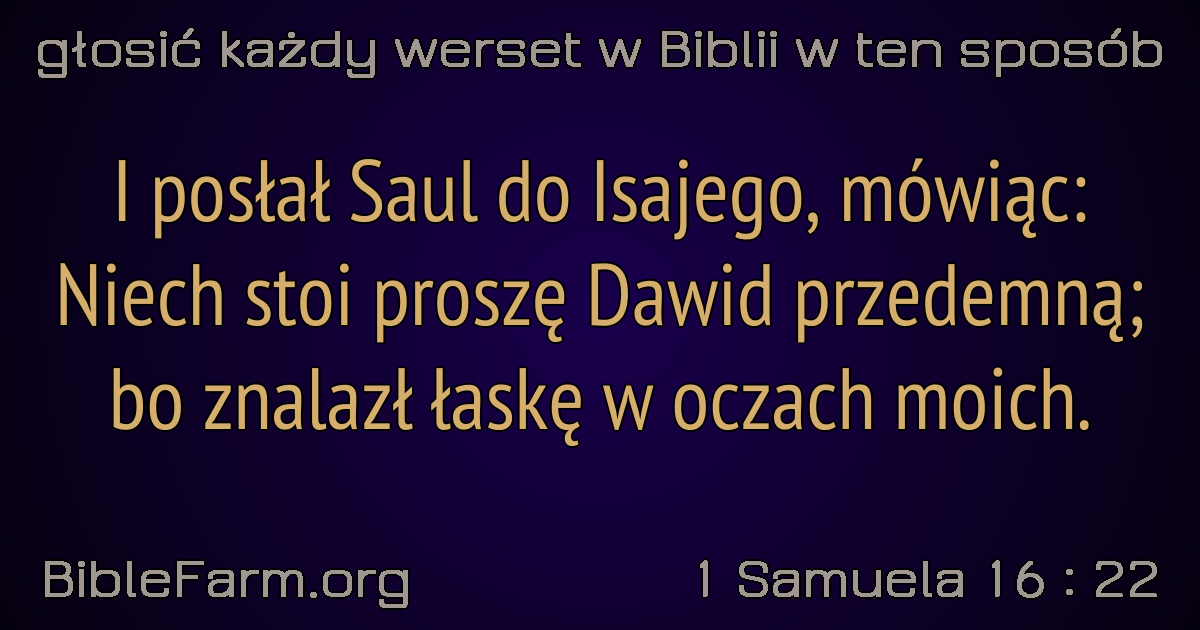 głosić każdy werset w Biblii w ten sposób
I posłał Saul do Isajego, mówiąc:
Niech stoi proszę Dawid przedemną;
bo znalazł łaskę w oczach moich.
BibleFarm.org
1 Samuela 16 : 22